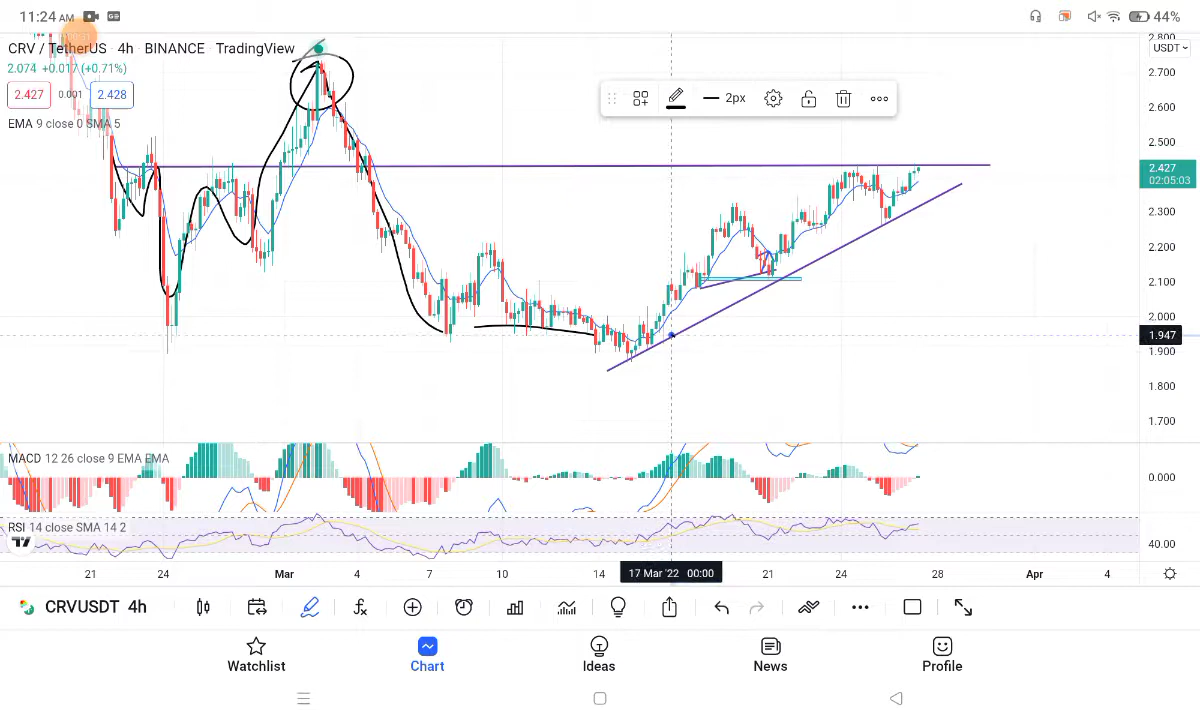 11:24 AM 44%
CRV / TetherUS · 4h · BINANCE · TradingView
2.074 +0.017 (+0.71%)
2.427 0.001 2.428
EMA 9 close 0 SMA 5
2px
2.800
USDT
2.700
2.600
2.500
2.427
02:05:03
2.300
2.200
2.100
2.000
1.947
1.900
1.800
1.700
MACD 12 26 close 9 EMA EMA
0.000
RSI 14 close SMA 14 2
40.00
21 24 Mar 4 7 10 14 17 Mar '22 00:00 21 24 28 Apr 4
CRVUSDT 4h
Watchlist Chart Ideas News Profile